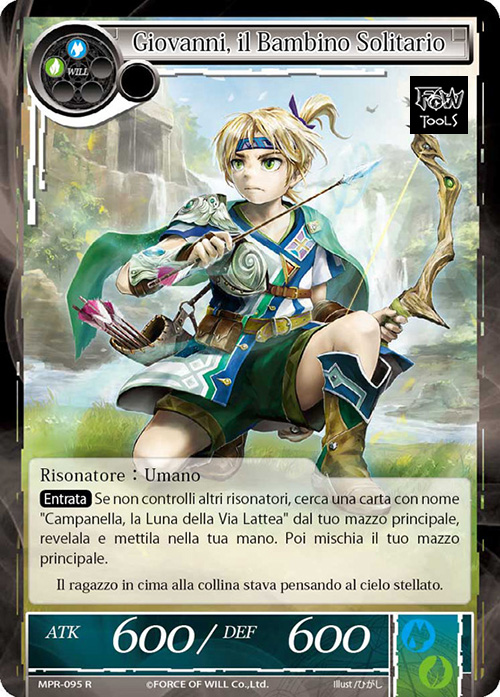 Giovanni, il Bambino Solitario
WILL
FOW
TOOLS
Risonatore : Umano
Entrata Se non controlli altri risonatori, cerca una carta con nome
"Campanella, la Luna della Via Lattea" dal tuo mazzo principale,
revelala e mettila nella tua mano. Poi mischia il tuo mazzo
principale.
Il ragazzo in cima alla collina stava pensando al cielo stellato.
ATK 600 / DEF 600
MPR-095 R ©FORCE OF WILL Co.,Ltd. Illust /ひがし